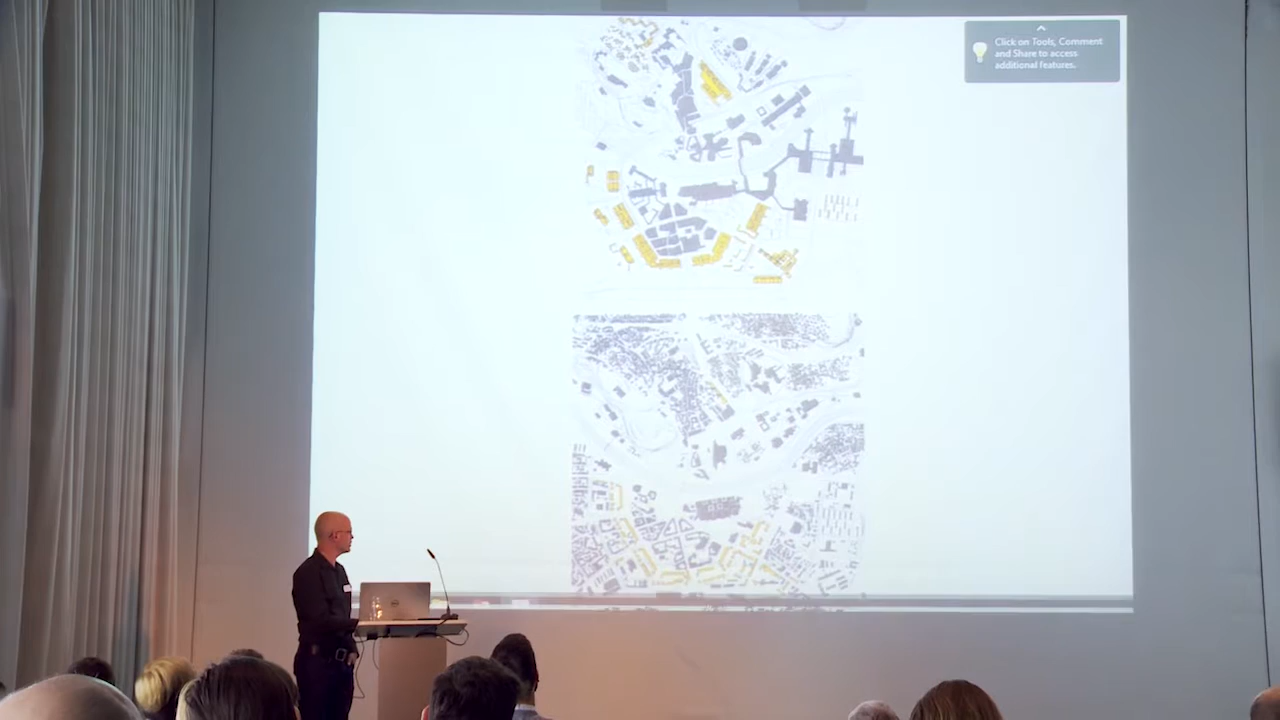 Click on Tools, Comment
and Share to access
additional features.